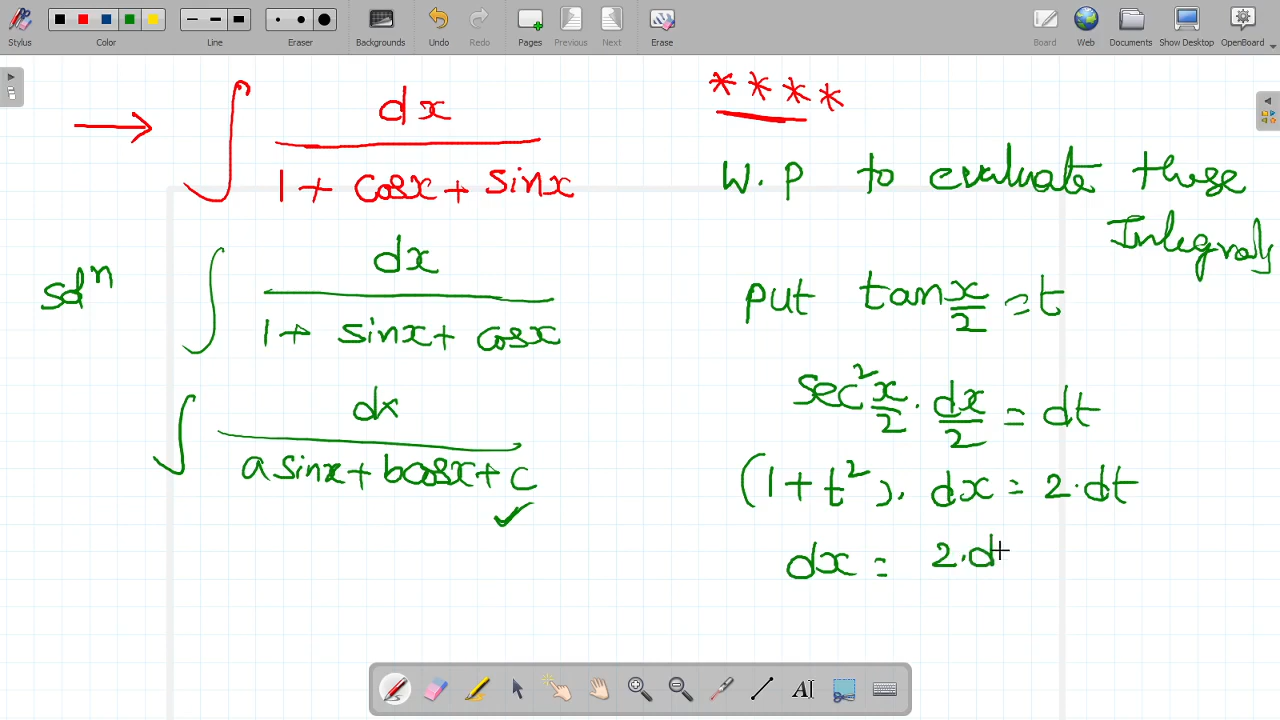 Stylus Color Line Eraser Backgrounds Undo Redo Pages Previous Next Erase Board Web Documents Show Desktop OpenBoard
→ ∫ dx / (1 + cosx + sinx)
Soln ∫ dx / (1 + sinx + cosx)
∫ dx / (a sinx + b cosx + c) ✓
****
W.P to evaluate these
Integrals
put tan x/2 = t
sec² x/2 . dx/2 = dt
(1 + t²). dx = 2.dt
dx = 2.d